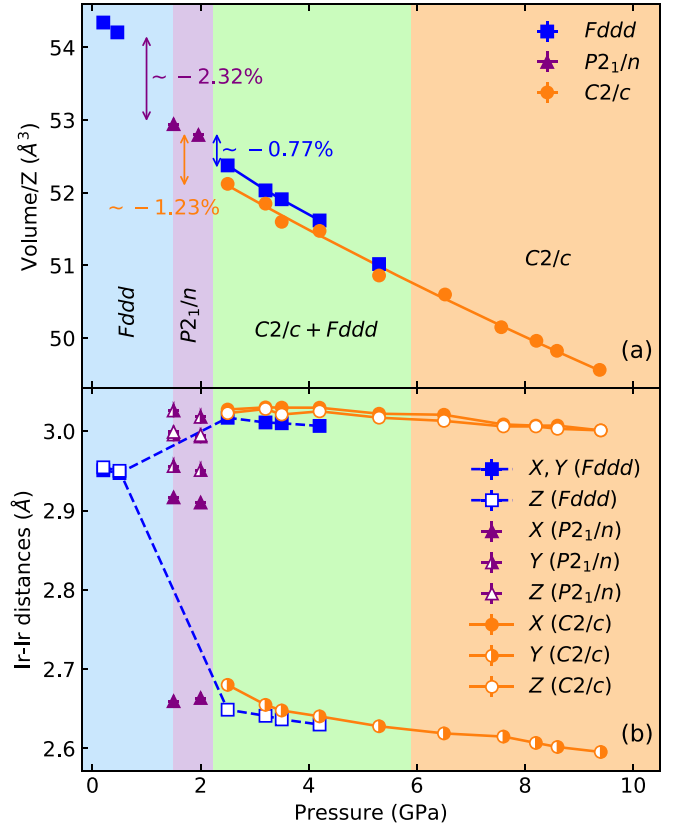 Fddd
P2₁/n
C2/c
~ −2.32%
~ −0.77%
~ −1.23%
54
53
52
51
50
Volume/Z (Å³)
Fddd
P2₁/n
C2/c + Fddd
C2/c
(a)
3.0
2.9
2.8
2.7
2.6
Ir-Ir distances (Å)
X, Y (Fddd)
Z (Fddd)
X (P2₁/n)
Y (P2₁/n)
Z (P2₁/n)
X (C2/c)
Y (C2/c)
Z (C2/c)
(b)
0 2 4 6 8 10
Pressure (GPa)